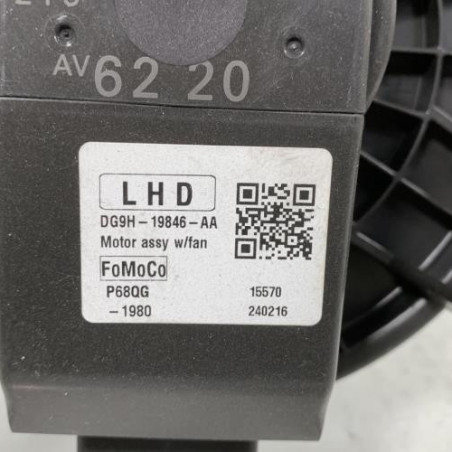 AV 62 20
LHD
DG9H-19846-AA
Motor assy w/fan
FoMoCo
P68QG 15570
-1980 240216